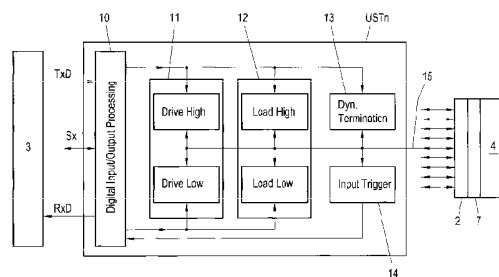 10
11
12
13
USTn
TxD
Sx
RxD
3
Digital Input/Output Processing
Drive High
Load High
Dyn. Termination
15
4
Drive Low
Load Low
Input Trigger
14
2
7